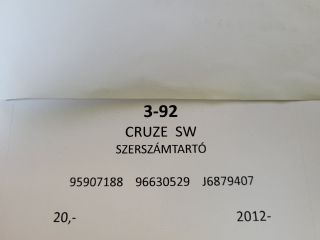 3-92
CRUZE SW
SZERSZÁMTARTÓ
95907188 96630529 J6879407
20,- 2012-